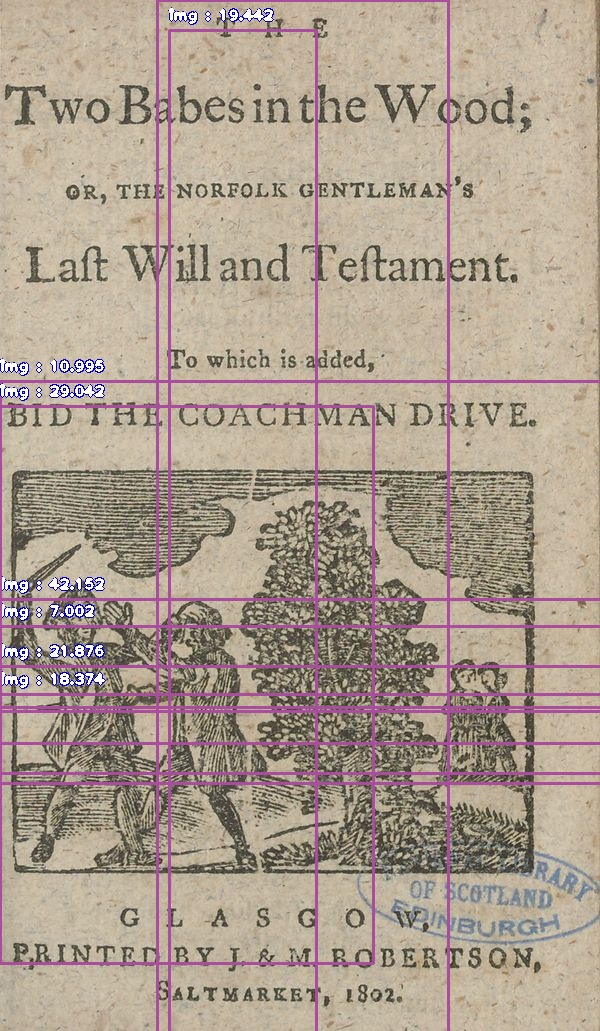 THE
Two Babes in the Wood;
OR, THE NORFOLK GENTLEMAN'S
Laſt Will and Teſtament.
To which is added,
BID THE COACHMAN DRIVE.
GLASGOW,
PRINTED BY J. & M. ROBERTSON,
SALTMARKET, 1802.
LIBRARY
OF SCOTLAND
EDINBURGH
Img : 19.442
Img : 10.995
Img : 29.042
Img : 42.152
Img : 7.002
Img : 21.876
Img : 18.374